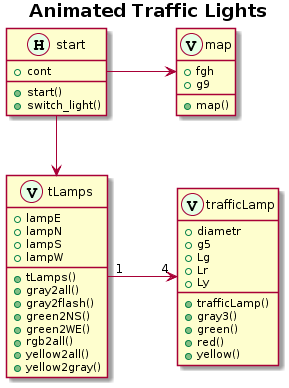 Animated Traffic Lights
H start
cont
start()
switch_light()
V map
fgh
g9
map()
V tLamps
lampE
lampN
lampS
lampW
tLamps()
gray2all()
gray2flash()
green2NS()
green2WE()
rgb2all()
yellow2all()
yellow2gray()
1 4
V trafficLamp
diametr
g5
Lg
Lr
Ly
trafficLamp()
gray3()
green()
red()
yellow()